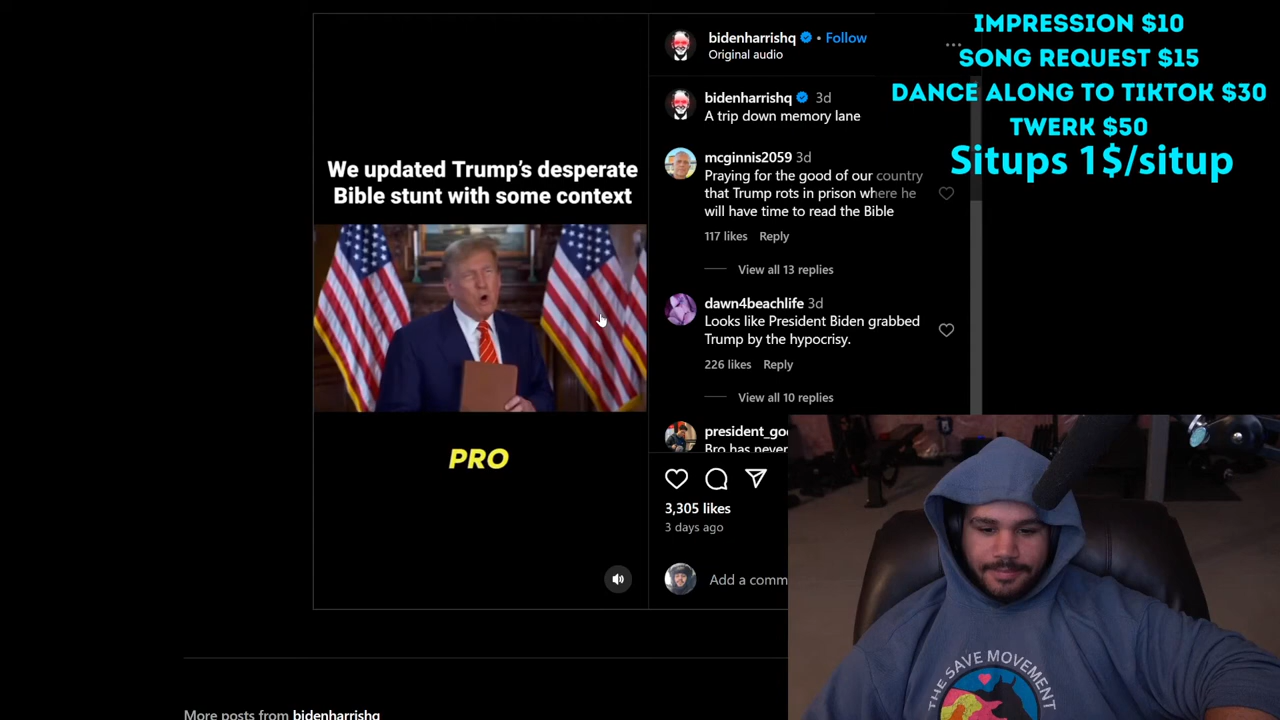 We updated Trump's desperate
Bible stunt with some context
PRO
bidenharrishq • Follow
Original audio
bidenharrishq 3d
A trip down memory lane
mcginnis2059 3d
Praying for the good of our country
that Trump rots in prison where he
will have time to read the Bible
117 likes Reply
View all 13 replies
dawn4beachlife 3d
Looks like President Biden grabbed
Trump by the hypocrisy.
226 likes Reply
View all 10 replies
Bro has never
3,305 likes
3 days ago
Add a comm
More posts from bidenharrishq
IMPRESSION $10
SONG REQUEST $15
DANCE ALONG TO TIKTOK $30
TWERK $50
Situps 1$/situp
THE SAVE MOVEMENT